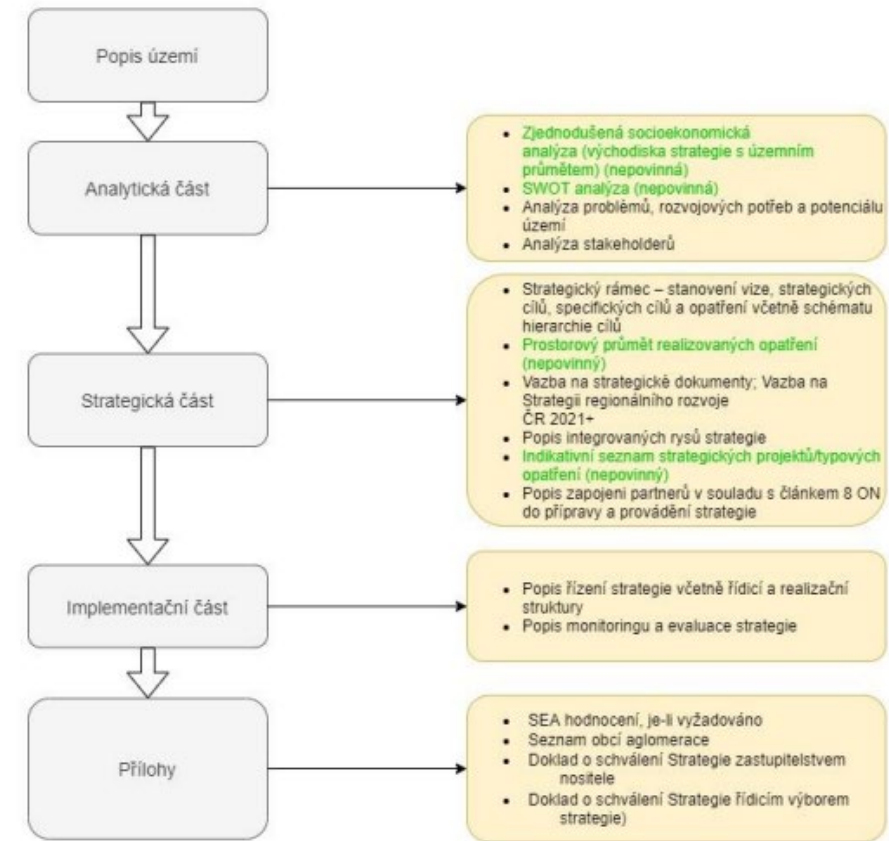 Popis území
Analytická část
Zjednodušená socioekonomická
analýza (východiska strategie s územním
průmětem) (nepovinná)
SWOT analýza (nepovinná)
Analýza problémů, rozvojových potřeb a potenciálu
území
Analýza stakeholderů
Strategická část
Strategický rámec – stanovení vize, strategických
cílů, specifických cílů a opatření včetně schématu
hierarchie cílů
Prostorový průmět realizovaných opatření
(nepovinný)
Vazba na strategické dokumenty; Vazba na
Strategii regionálního rozvoje
ČR 2021+
Popis integrovaných rysů strategie
Indikativní seznam strategických projektů/typových
opatření (nepovinný)
Popis zapojeni partnerů v souladu s článkem 8 ON
do přípravy a provádění strategie
Implementační část
Popis řízení strategie včetně řídicí a realizační
struktury
Popis monitoringu a evaluace strategie
Přílohy
SEA hodnocení, je-li vyžadováno
Seznam obcí aglomerace
Doklad o schválení Strategie zastupitelstvem
nositele
Doklad o schválení Strategie řídicím výborem
strategie)